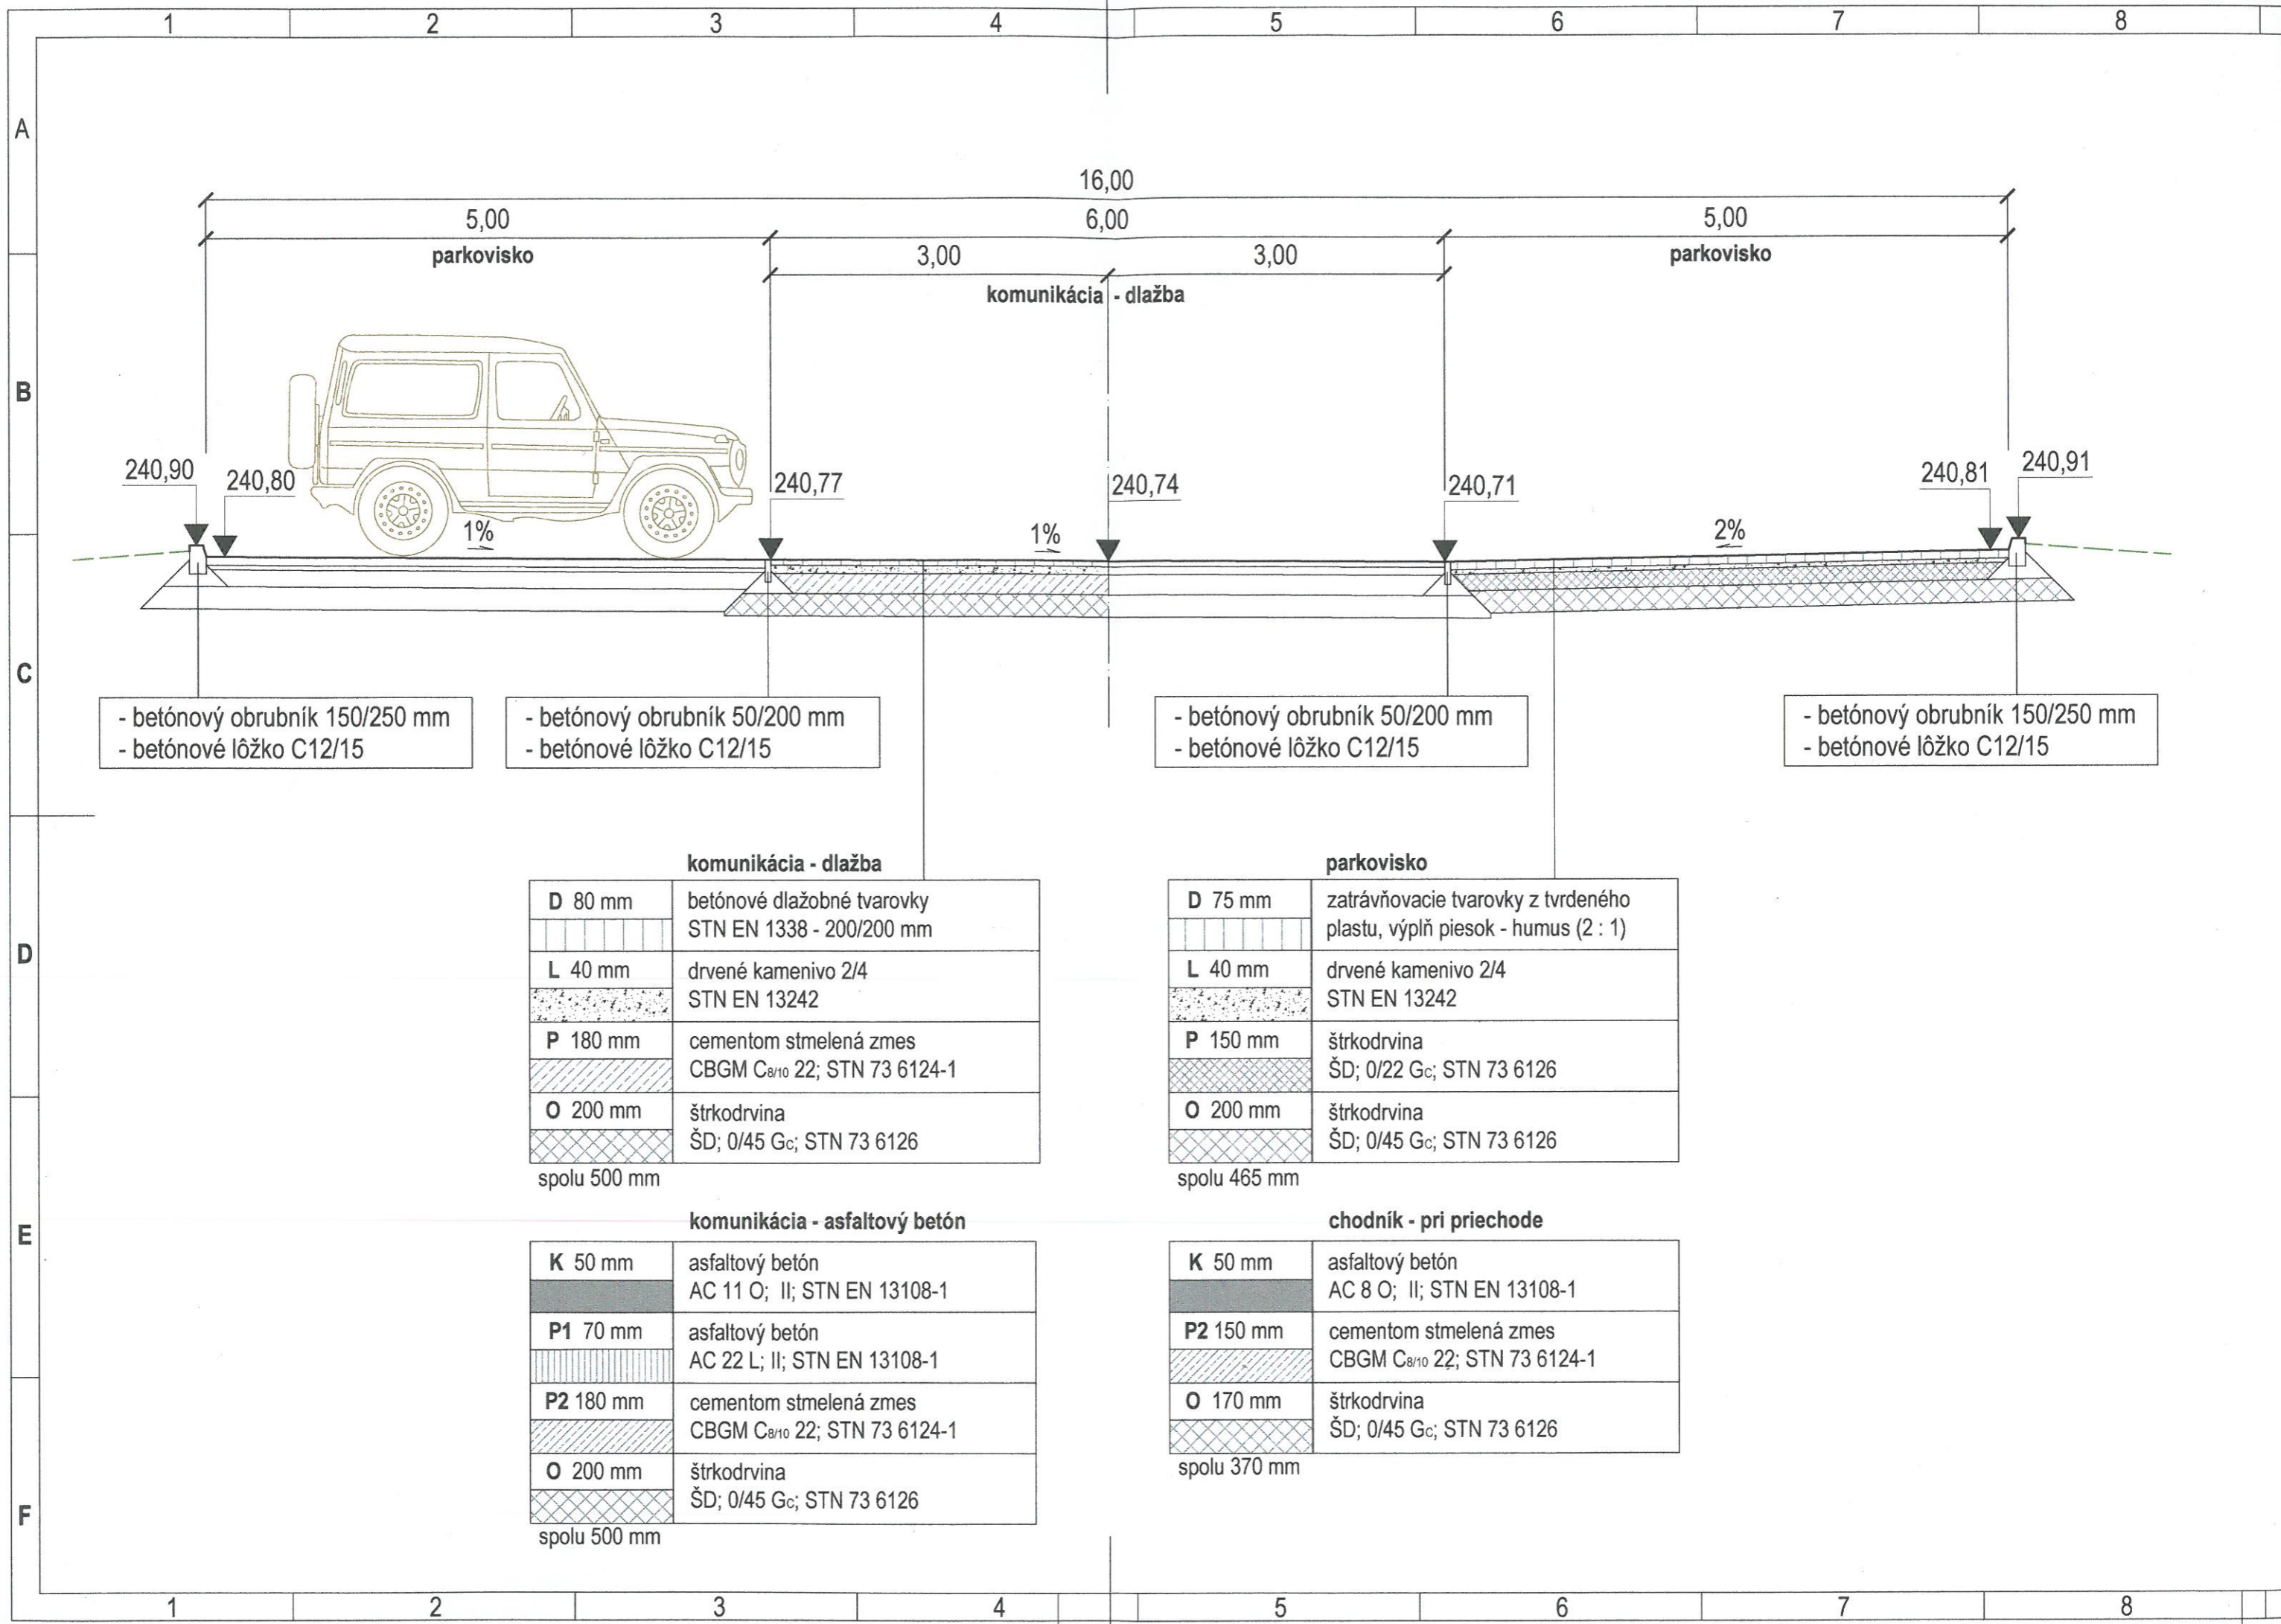 1 2 3 4 5 6 7 8
A
16,00
5,00 6,00 5,00
parkovisko 3,00 3,00 parkovisko
komunikácia - dlažba
B
240,90 240,80 240,77 240,74 240,71 240,81 240,91
1% 1% 2%
C
- betónový obrubník 150/250 mm
- betónové lôžko C12/15
- betónový obrubník 50/200 mm
- betónové lôžko C12/15
- betónový obrubník 50/200 mm
- betónové lôžko C12/15
- betónový obrubník 150/250 mm
- betónové lôžko C12/15
komunikácia - dlažba
D 80 mm betónové dlažobné tvarovky
STN EN 1338 - 200/200 mm
L 40 mm drvené kamenivo 2/4
STN EN 13242
P 180 mm cementom stmelená zmes
CBGM C8/10 22; STN 73 6124-1
O 200 mm štrkodrvina
ŠD; 0/45 Gc; STN 73 6126
spolu 500 mm
parkovisko
D 75 mm zatrávňovacie tvarovky z tvrdeného
plastu, výplň piesok - humus (2 : 1)
L 40 mm drvené kamenivo 2/4
STN EN 13242
P 150 mm štrkodrvina
ŠD; 0/22 Gc; STN 73 6126
O 200 mm štrkodrvina
ŠD; 0/45 Gc; STN 73 6126
spolu 465 mm
D
E
komunikácia - asfaltový betón
K 50 mm asfaltový betón
AC 11 O; II; STN EN 13108-1
P1 70 mm asfaltový betón
AC 22 L; II; STN EN 13108-1
P2 180 mm cementom stmelená zmes
CBGM C8/10 22; STN 73 6124-1
O 200 mm štrkodrvina
ŠD; 0/45 Gc; STN 73 6126
spolu 500 mm
chodník - pri priechode
K 50 mm asfaltový betón
AC 8 O; II; STN EN 13108-1
P2 150 mm cementom stmelená zmes
CBGM C8/10 22; STN 73 6124-1
O 170 mm štrkodrvina
ŠD; 0/45 Gc; STN 73 6126
spolu 370 mm
F
1 2 3 4 5 6 7 8